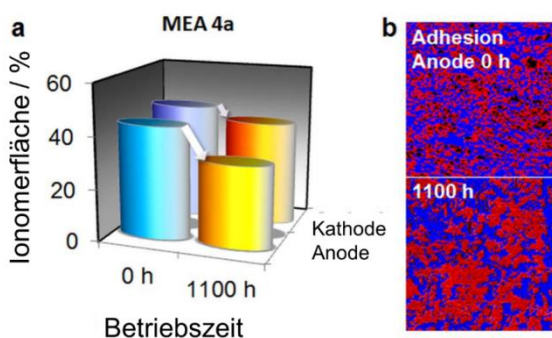 a
MEA 4a
Ionomerfläche / %
60
40
20
0
0 h
1100 h
Kathode
Anode
Betriebszeit
b
Adhesion
Anode 0 h
1100 h